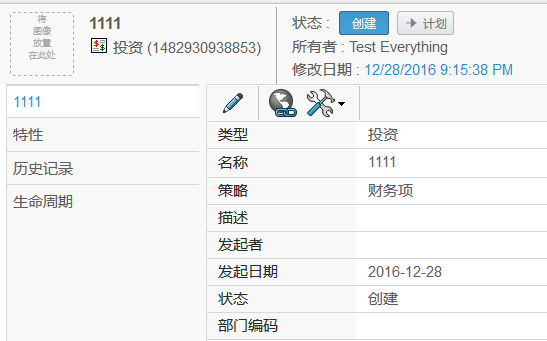 将
图像
放置
在此处
1111
投资 (1482930938853)
状态 : 创建 计划
所有者 : Test Everything
修改日期 : 12/28/2016 9:15:38 PM
1111
特性
历史记录
生命周期
类型 投资
名称 1111
策略 财务项
描述
发起者
发起日期 2016-12-28
状态 创建
部门编码